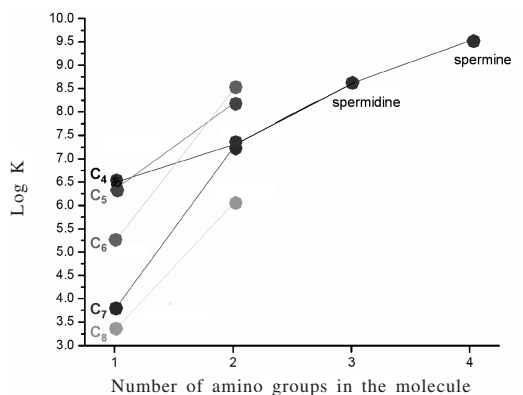 10.0
9.5
9.0
8.5
8.0
7.5
7.0
6.5
6.0
5.5
5.0
4.5
4.0
3.5
3.0
Log K
C4
C5
C6
C7
C8
spermine
spermidine
1 2 3 4
Number of amino groups in the molecule